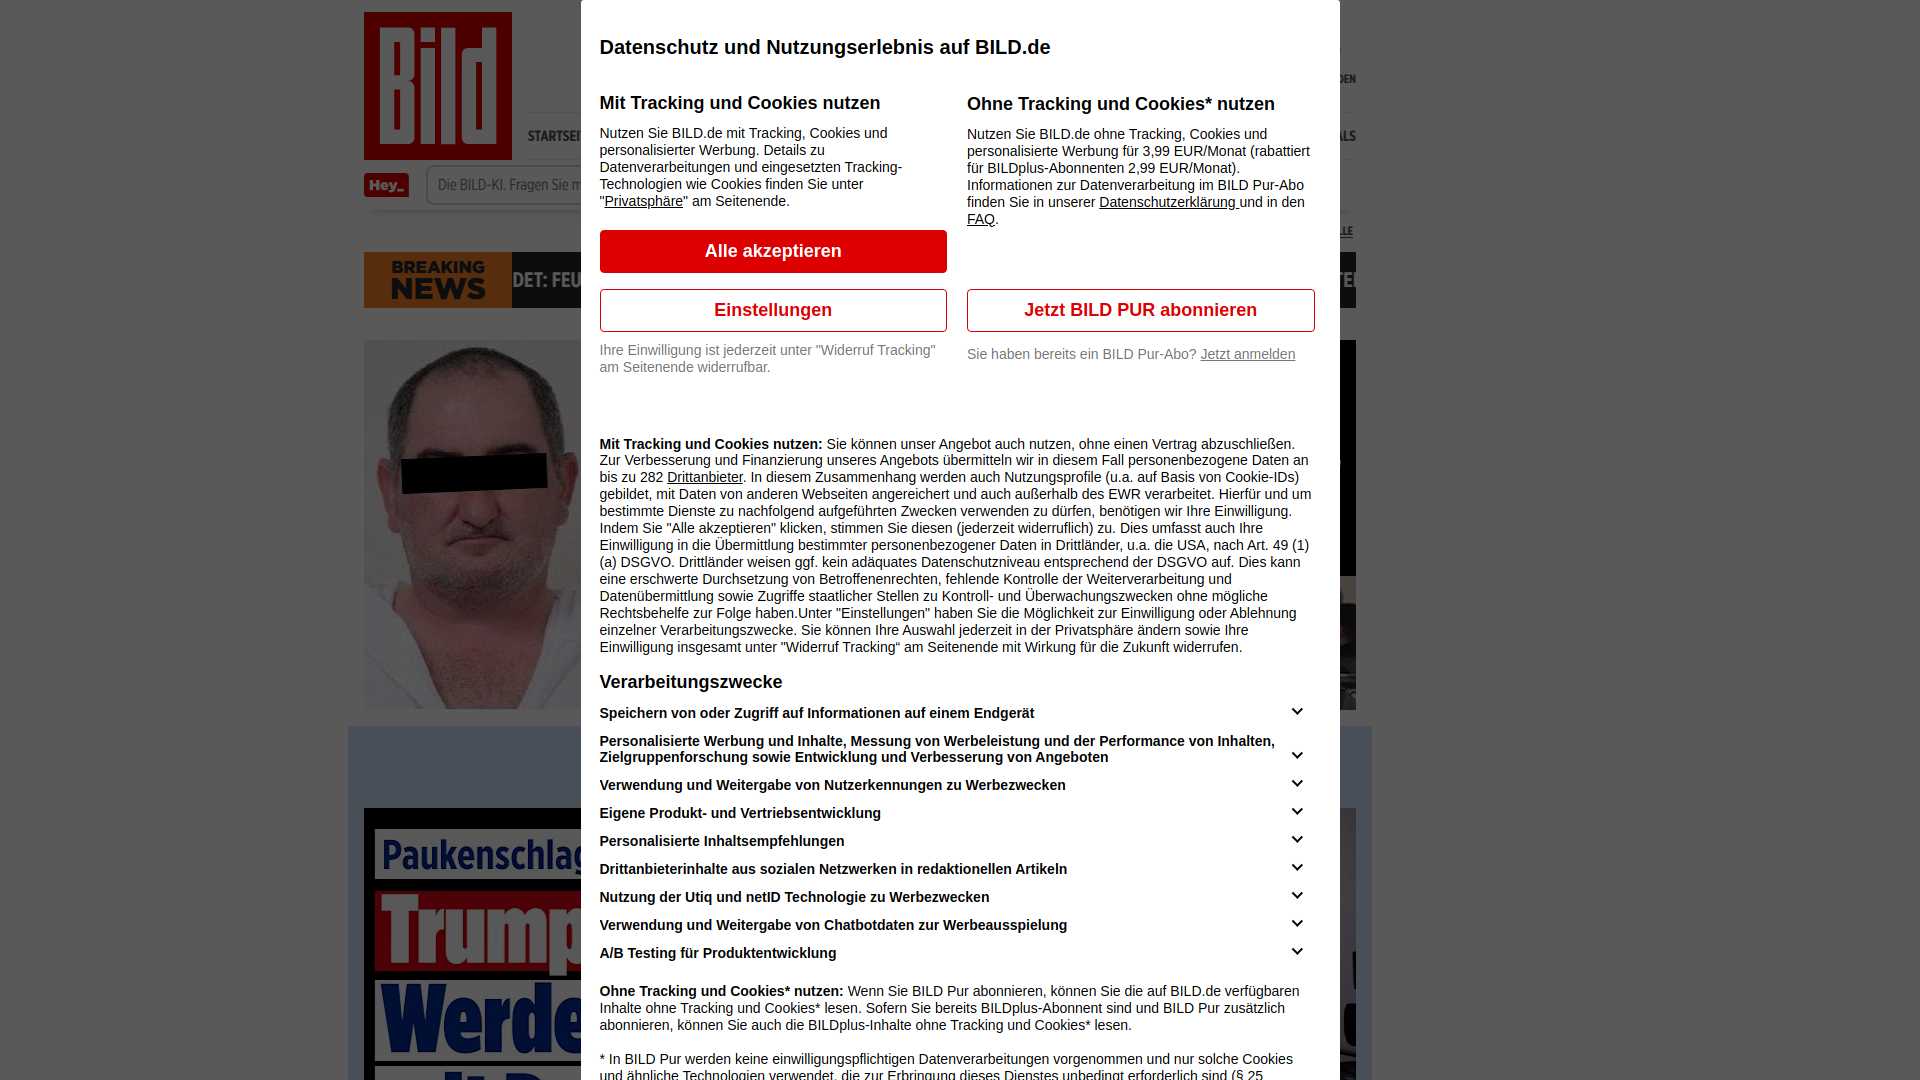 Bild
Datenschutz und Nutzungserlebnis auf BILD.de
Mit Tracking und Cookies nutzen
Nutzen Sie BILD.de mit Tracking, Cookies und
personalisierter Werbung. Details zu
Datenverarbeitungen und eingesetzten Tracking-
Technologien wie Cookies finden Sie unter
"Privatsphäre" am Seitenende.
Alle akzeptieren
Einstellungen
Ihre Einwilligung ist jederzeit unter "Widerruf Tracking"
am Seitenende widerrufbar.
Ohne Tracking und Cookies* nutzen
Nutzen Sie BILD.de ohne Tracking, Cookies und
personalisierte Werbung für 3,99 EUR/Monat (rabattiert
für BILDplus-Abonnenten 2,99 EUR/Monat).
Informationen zur Datenverarbeitung im BILD Pur-Abo
finden Sie in unserer Datenschutzerklärung und in den
FAQ.
Jetzt BILD PUR abonnieren
Sie haben bereits ein BILD Pur-Abo? Jetzt anmelden
Mit Tracking und Cookies nutzen: Sie können unser Angebot auch nutzen, ohne einen Vertrag abzuschließen.
Zur Verbesserung und Finanzierung unseres Angebots übermitteln wir in diesem Fall personenbezogene Daten an
bis zu 282 Drittanbieter. In diesem Zusammenhang werden auch Nutzungsprofile (u.a. auf Basis von Cookie-IDs)
gebildet, mit Daten von anderen Webseiten angereichert und auch außerhalb des EWR verarbeitet. Hierfür und um
bestimmte Dienste zu nachfolgend aufgeführten Zwecken verwenden zu dürfen, benötigen wir Ihre Einwilligung.
Indem Sie "Alle akzeptieren" klicken, stimmen Sie diesen (jederzeit widerruflich) zu. Dies umfasst auch Ihre
Einwilligung in die Übermittlung bestimmter personenbezogener Daten in Drittländer, u.a. die USA, nach Art. 49 (1)
(a) DSGVO. Drittländer weisen ggf. kein adäquates Datenschutzniveau entsprechend der DSGVO auf. Dies kann
eine erschwerte Durchsetzung von Betroffenenrechten, fehlende Kontrolle der Weiterverarbeitung und
Datenübermittlung sowie Zugriffe staatlicher Stellen zu Kontroll- und Überwachungszwecken ohne mögliche
Rechtsbehelfe zur Folge haben.Unter "Einstellungen" haben Sie die Möglichkeit zur Einwilligung oder Ablehnung
einzelner Verarbeitungszwecke. Sie können Ihre Auswahl jederzeit in der Privatsphäre ändern sowie Ihre
Einwilligung insgesamt unter "Widerruf Tracking“ am Seitenende mit Wirkung für die Zukunft widerrufen.
Verarbeitungszwecke
Speichern von oder Zugriff auf Informationen auf einem Endgerät
Personalisierte Werbung und Inhalte, Messung von Werbeleistung und der Performance von Inhalten,
Zielgruppenforschung sowie Entwicklung und Verbesserung von Angeboten
Verwendung und Weitergabe von Nutzerkennungen zu Werbezwecken
Eigene Produkt- und Vertriebsentwicklung
Personalisierte Inhaltsempfehlungen
Drittanbieterinhalte aus sozialen Netzwerken in redaktionellen Artikeln
Nutzung der Utiq und netID Technologie zu Werbezwecken
Verwendung und Weitergabe von Chatbotdaten zur Werbeausspielung
A/B Testing für Produktentwicklung
Ohne Tracking und Cookies* nutzen: Wenn Sie BILD Pur abonnieren, können Sie die auf BILD.de verfügbaren
Inhalte ohne Tracking und Cookies* lesen. Sofern Sie bereits BILDplus-Abonnent sind und BILD Pur zusätzlich
abonnieren, können Sie auch die BILDplus-Inhalte ohne Tracking und Cookies* lesen.
* In BILD Pur werden keine einwilligungspflichtigen Datenverarbeitungen vorgenommen und nur solche Cookies
und ähnliche Technologien verwendet, die zur Erbringung dieses Dienstes unbedingt erforderlich sind (§ 25
Hey_
Die BILD-KI. Fragen Sie
BREAKING
NEWS
DET:
Paukenschlag
Trump